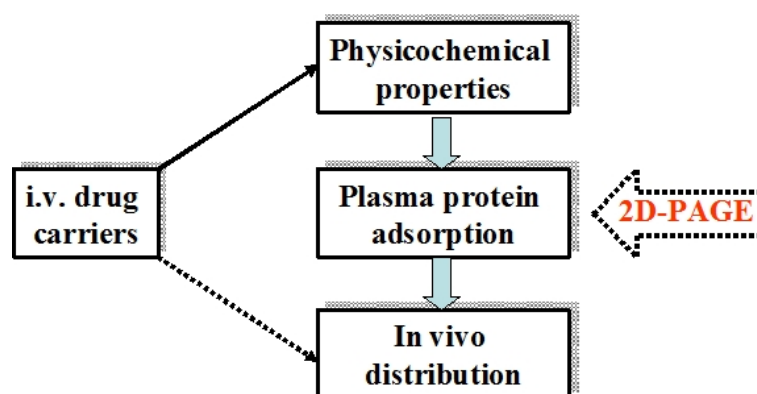 Physicochemical
properties
i.v. drug
carriers
Plasma protein
adsorption
2D-PAGE
In vivo
distribution